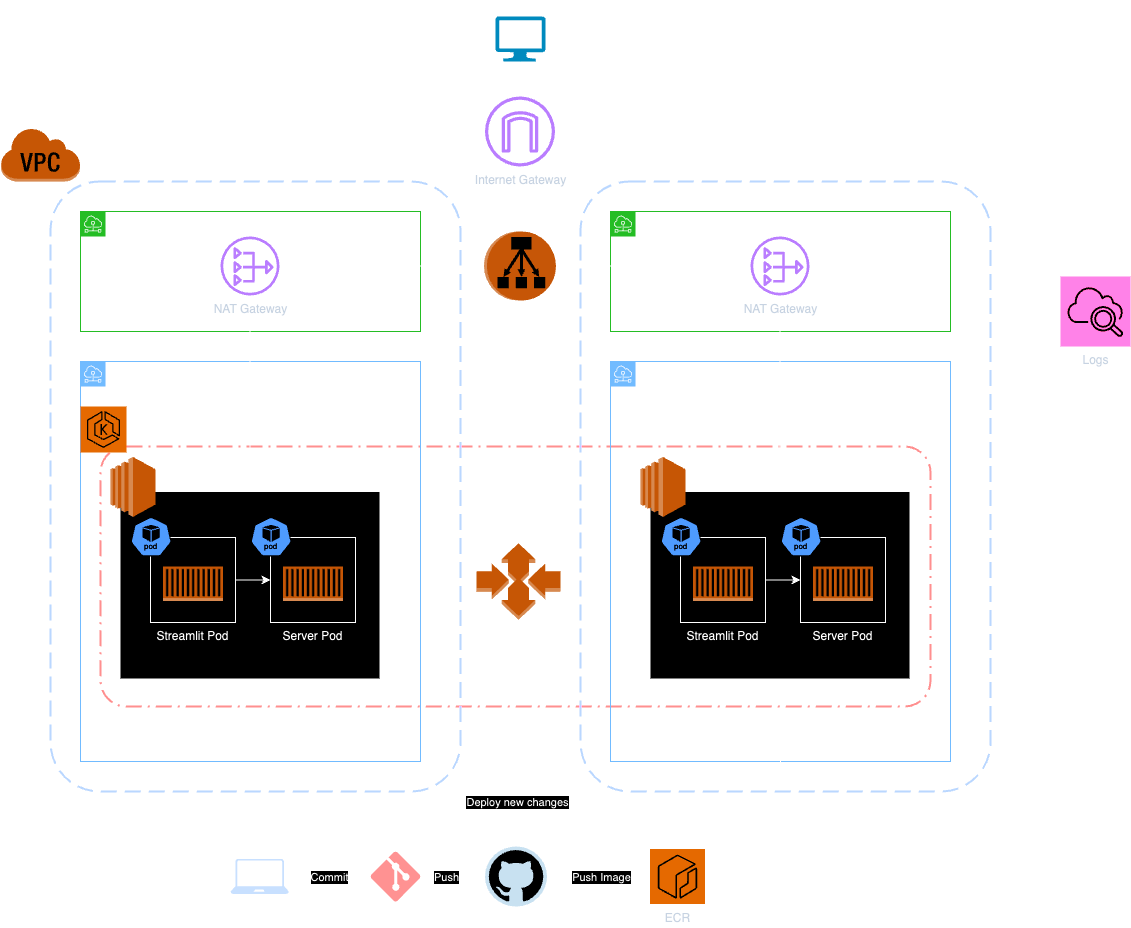 VPC
Internet Gateway
NAT Gateway
NAT Gateway
Logs
K
pod
pod
pod
pod
Streamlit Pod
Server Pod
Streamlit Pod
Server Pod
Deploy new changes
Commit
Push
Push Image
ECR